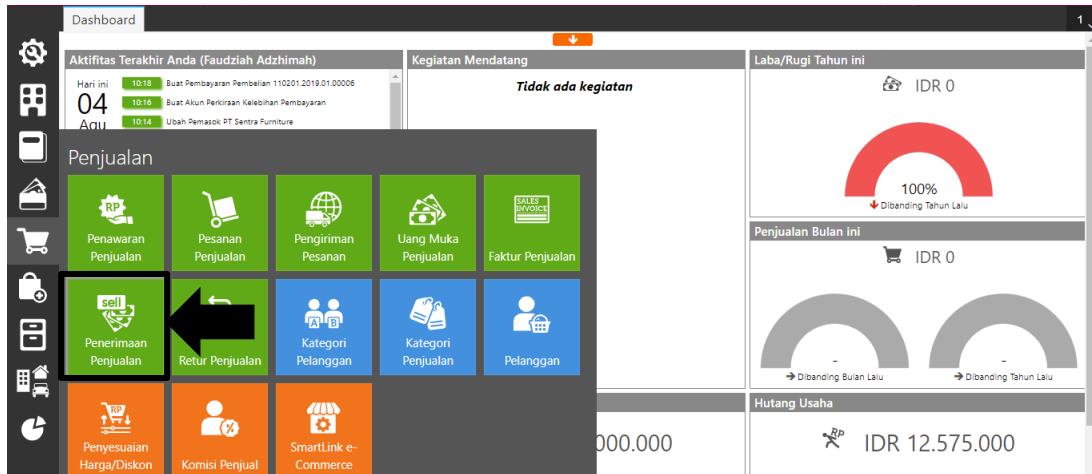 Dashboard
1
Aktifitas Terakhir Anda (Faudziah Adzhimah)
Hari ini
04
Agu
10:18 Buat Pembayaran Pembelian 110201.2019.01.00006
10:16 Buat Akun Perkiraan Kelebihan Pembayaran
10:14 Ubah Pemasok PT Sentra Furniture
Kegiatan Mendatang
Tidak ada kegiatan
Laba/Rugi Tahun ini
IDR 0
100%
Dibanding Tahun Lalu
Penjualan Bulan ini
IDR 0
-
Dibanding Bulan Lalu
-
Dibanding Tahun Lalu
Hutang Usaha
RP
IDR 12.575.000
000.000
Penjualan
RP
Penawaran
Penjualan
Pesanan
Penjualan
Pengiriman
Pesanan
Uang Muka
Penjualan
SALES
INVOICE
Faktur Penjualan
sell
Penerimaan
Penjualan
Retur Penjualan
A B
Kategori
Pelanggan
Kategori
Penjualan
Pelanggan
RP
Penyesuaian
Harga/Diskon
Komisi Penjual
SmartLink e-
Commerce